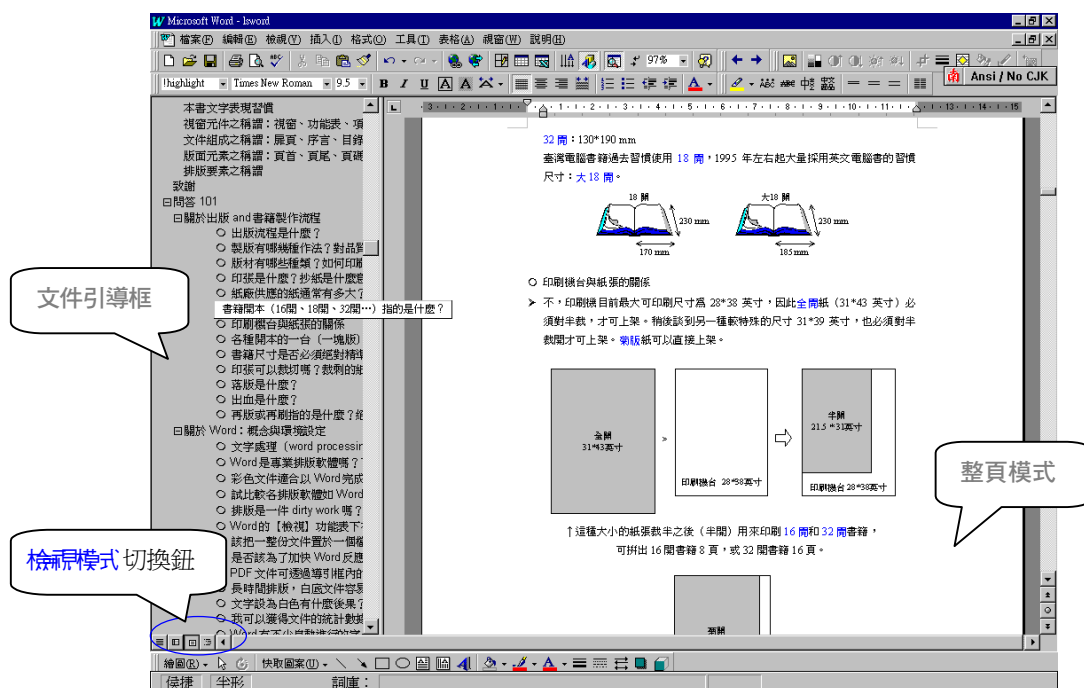 Microsoft Word - lsword
檔案(F) 編輯(E) 檢視(V) 插入(I) 格式(O) 工具(T) 表格(A) 視窗(W) 說明(H)
97%
!highlight Times New Roman 9.5 B I U A A
Ansi / No CJK
本書文字表現習慣
視窗元件之稱謂：視窗、功能表、項
文件組成之稱謂：扉頁、序言、目錄
版面元素之稱謂：頁首、頁尾、頁碼
排版要素之稱謂
致謝
問答 101
關於出版 and 書籍製作流程
出版流程是什麼？
製版有哪幾種作法？對品質
版材有哪些種類？如何印刷
印張是什麼？抄紙是什麼意
紙廠供應的紙通常有多大？
書籍開本（16開、18開、32開…）指的是什麼？
印刷機台與紙張的關係
各種開本的一台（一塊版）
書籍尺寸是否必須絕對精準
印張可以裁切嗎？裁剩的紙
落版是什麼？
出血是什麼？
再版或再刷指的是什麼？經
關於 Word：概念與環境設定
文字處理（word processin
Word 是專業排版軟體嗎？
彩色文件適合以 Word 完成
試比較各排版軟體如 Word
排版是一件 dirty work 嗎？
Word的【檢視】功能表下
該把一整份文件置於一個檔
是否該為了加快 Word 反應
PDF 文件可透過導引框內的
長時間排版，白底文件容易
文字設為白色有什麼後果？
我可以獲得文件的統計數據
Word 有不少自動進行的字
32 開：130*190 mm
臺灣電腦書籍過去習慣使用 18 開，1995 年左右起大量採用英文電腦書的習慣
尺寸：大 18 開。
18 開 大18 開
230 mm 230 mm
170 mm 185 mm
印刷機台與紙張的關係
不，印刷機目前最大可印刷尺寸為 28*38 英寸，因此全開紙（31*43 英寸）必
須對半裁，才可上架。稍後談到另一種較特殊的尺寸 31*39 英寸，也必須對半
裁開才可上架。菊版紙可以直接上架。
全開
31*43英寸
印刷機台 28*38英寸
半開
21.5 *31英寸
印刷機台 28*38英寸
↑這種大小的紙張裁半之後（半開）用來印刷 16 開和 32 開書籍，
可拼出 16 開書籍 8 頁，或 32 開書籍 16 頁。
菊開
文件引導框
整頁模式
檢視模式切換鈕
繪圖(R) 快取圖案(U)
侯捷 半形 詞庫：